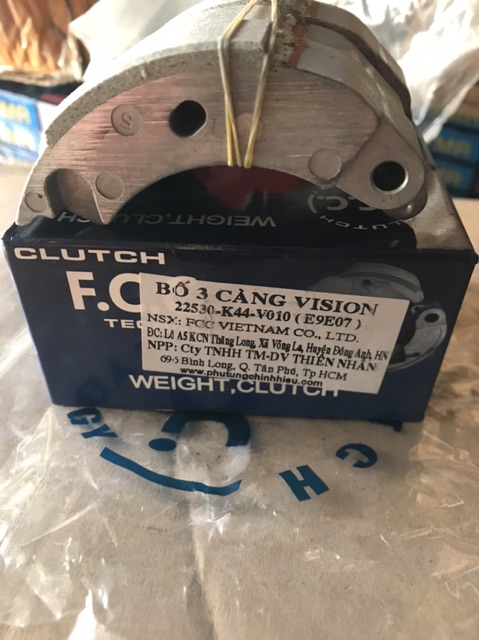 WEIGHT,CLUTCH
CLUTCH
F.C
TEC
BỐ 3 CÀNG VISION
22530-K44-V010 ( E9E07 )
NSX: FCC VIETNAM CO., LTD.
ĐC: Lô A5 KCN Thăng Long, Xã Võng La, Huyện Đông Anh, HN
NPP: Cty TNHH TM-DV THIÊN NHÂN
69-5 Bình Long, Q. Tân Phú, Tp HCM
www.phutungchinhhieu.com
WEIGHT,CLUTCH